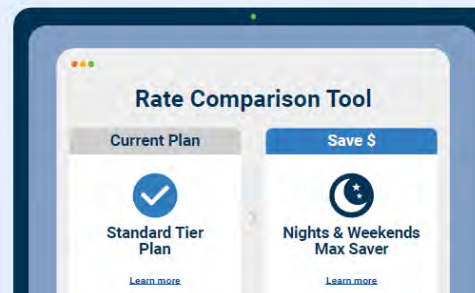 Rate Comparison Tool
Current Plan
Save $
Standard Tier
Plan
Nights & Weekends
Max Saver
Learn more
Learn more